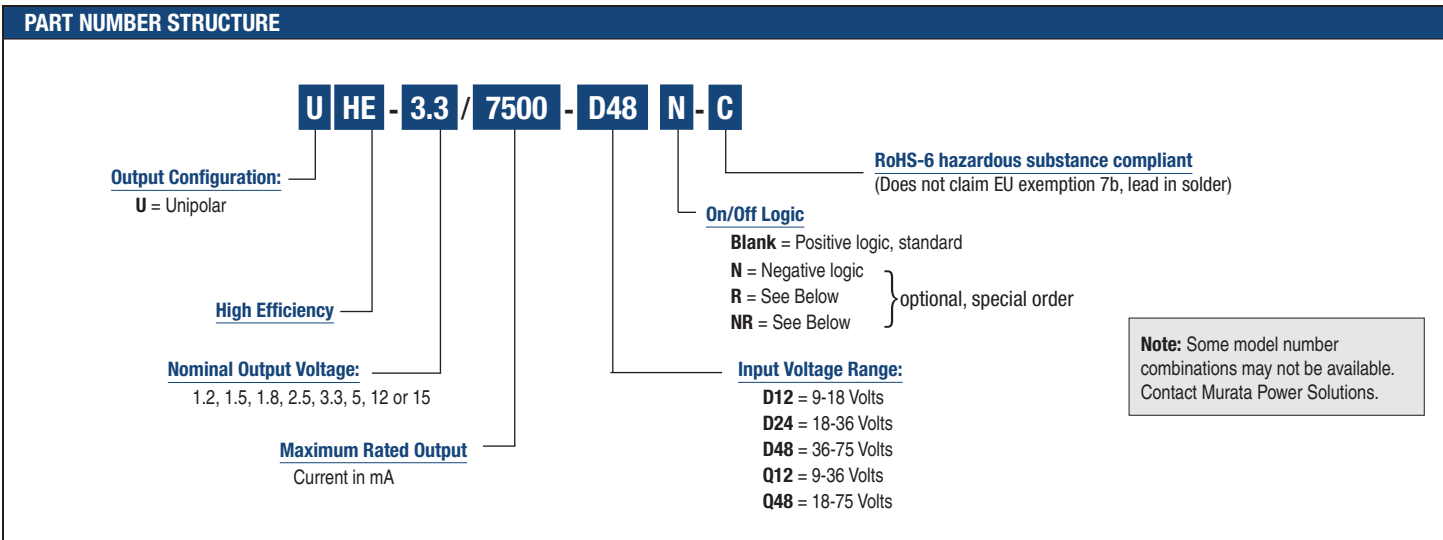 PART NUMBER STRUCTURE
U HE - 3.3 / 7500 - D48 N - C
Output Configuration:
U = Unipolar
High Efficiency
Nominal Output Voltage:
1.2, 1.5, 1.8, 2.5, 3.3, 5, 12 or 15
Maximum Rated Output
Current in mA
RoHS-6 hazardous substance compliant
(Does not claim EU exemption 7b, lead in solder)
On/Off Logic
Blank = Positive logic, standard
N = Negative logic
R = See Below
NR = See Below
optional, special order
Input Voltage Range:
D12 = 9-18 Volts
D24 = 18-36 Volts
D48 = 36-75 Volts
Q12 = 9-36 Volts
Q48 = 18-75 Volts
Note: Some model number
combinations may not be available.
Contact Murata Power Solutions.